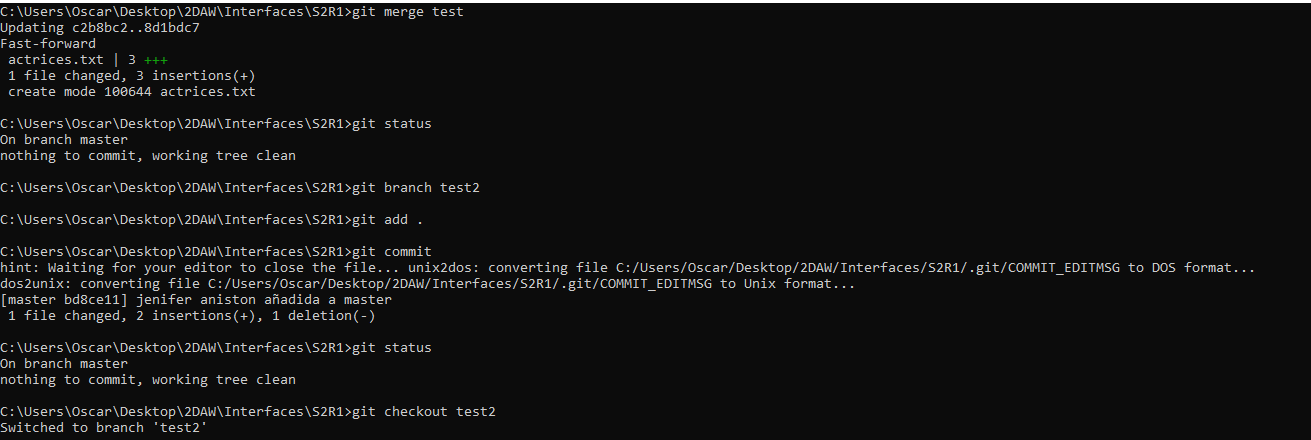 C:\Users\Oscar\Desktop\2DAW\Interfaces\S2R1>git merge test
Updating c2b8bc2..8d1bdc7
Fast-forward
 actrices.txt | 3 +++
 1 file changed, 3 insertions(+)
 create mode 100644 actrices.txt
C:\Users\Oscar\Desktop\2DAW\Interfaces\S2R1>git status
On branch master
nothing to commit, working tree clean
C:\Users\Oscar\Desktop\2DAW\Interfaces\S2R1>git branch test2
C:\Users\Oscar\Desktop\2DAW\Interfaces\S2R1>git add .
C:\Users\Oscar\Desktop\2DAW\Interfaces\S2R1>git commit
hint: Waiting for your editor to close the file... unix2dos: converting file C:/Users/Oscar/Desktop/2DAW/Interfaces/S2R1/.git/COMMIT_EDITMSG to DOS format...
dos2unix: converting file C:/Users/Oscar/Desktop/2DAW/Interfaces/S2R1/.git/COMMIT_EDITMSG to Unix format...
[master bd8ce11] jenifer aniston añadida a master
 1 file changed, 2 insertions(+), 1 deletion(-)
C:\Users\Oscar\Desktop\2DAW\Interfaces\S2R1>git status
On branch master
nothing to commit, working tree clean
C:\Users\Oscar\Desktop\2DAW\Interfaces\S2R1>git checkout test2
Switched to branch 'test2'